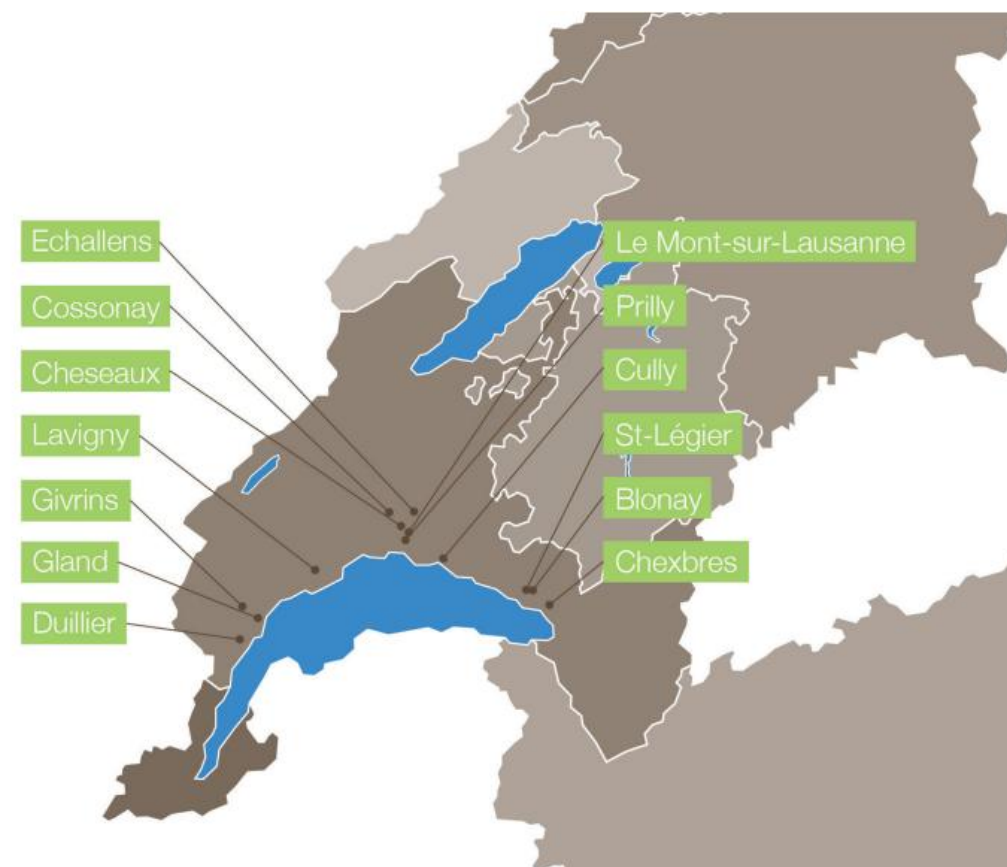 Echallens
Cossonay
Cheseaux
Lavigny
Givrins
Gland
Duillier
Le Mont-sur-Lausanne
Prilly
Cully
St-Légier
Blonay
Chexbres